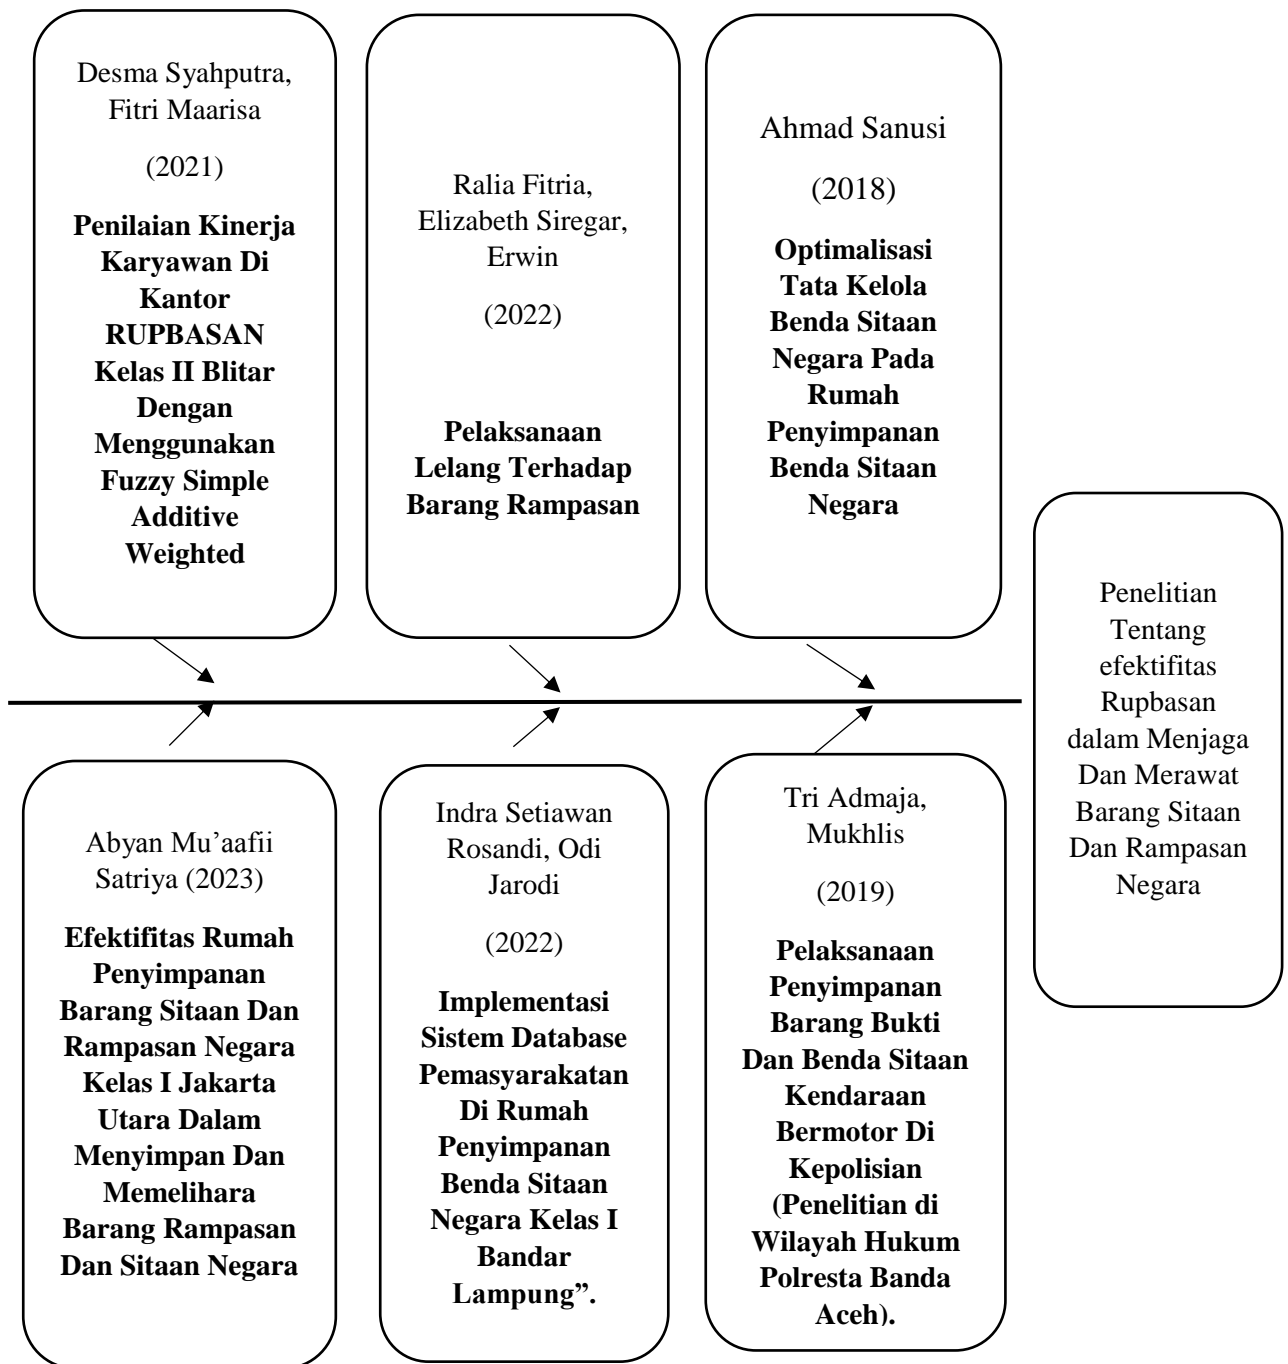 Desma Syahputra,
Fitri Maarisa
(2021)
Penilaian Kinerja
Karyawan Di
Kantor
RUPBASAN
Kelas II Blitar
Dengan
Menggunakan
Fuzzy Simple
Additive
Weighted
Ralia Fitria,
Elizabeth Siregar,
Erwin
(2022)
Pelaksanaan
Lelang Terhadap
Barang Rampasan
Ahmad Sanusi
(2018)
Optimalisasi
Tata Kelola
Benda Sitaan
Negara Pada
Rumah
Penyimpanan
Benda Sitaan
Negara
Penelitian
Tentang
efektifitas
Rupbasan
dalam Menjaga
Dan Merawat
Barang Sitaan
Dan Rampasan
Negara
Abyan Mu’aafii
Satriya (2023)
Efektifitas Rumah
Penyimpanan
Barang Sitaan Dan
Rampasan Negara
Kelas I Jakarta
Utara Dalam
Menyimpan Dan
Memelihara
Barang Rampasan
Dan Sitaan Negara
Indra Setiawan
Rosandi, Odi
Jarodi
(2022)
Implementasi
Sistem Database
Pemasyarakatan
Di Rumah
Penyimpanan
Benda Sitaan
Negara Kelas I
Bandar
Lampung”.
Tri Admaja,
Mukhlis
(2019)
Pelaksanaan
Penyimpanan
Barang Bukti
Dan Benda Sitaan
Kendaraan
Bermotor Di
Kepolisian
(Penelitian di
Wilayah Hukum
Polresta Banda
Aceh).